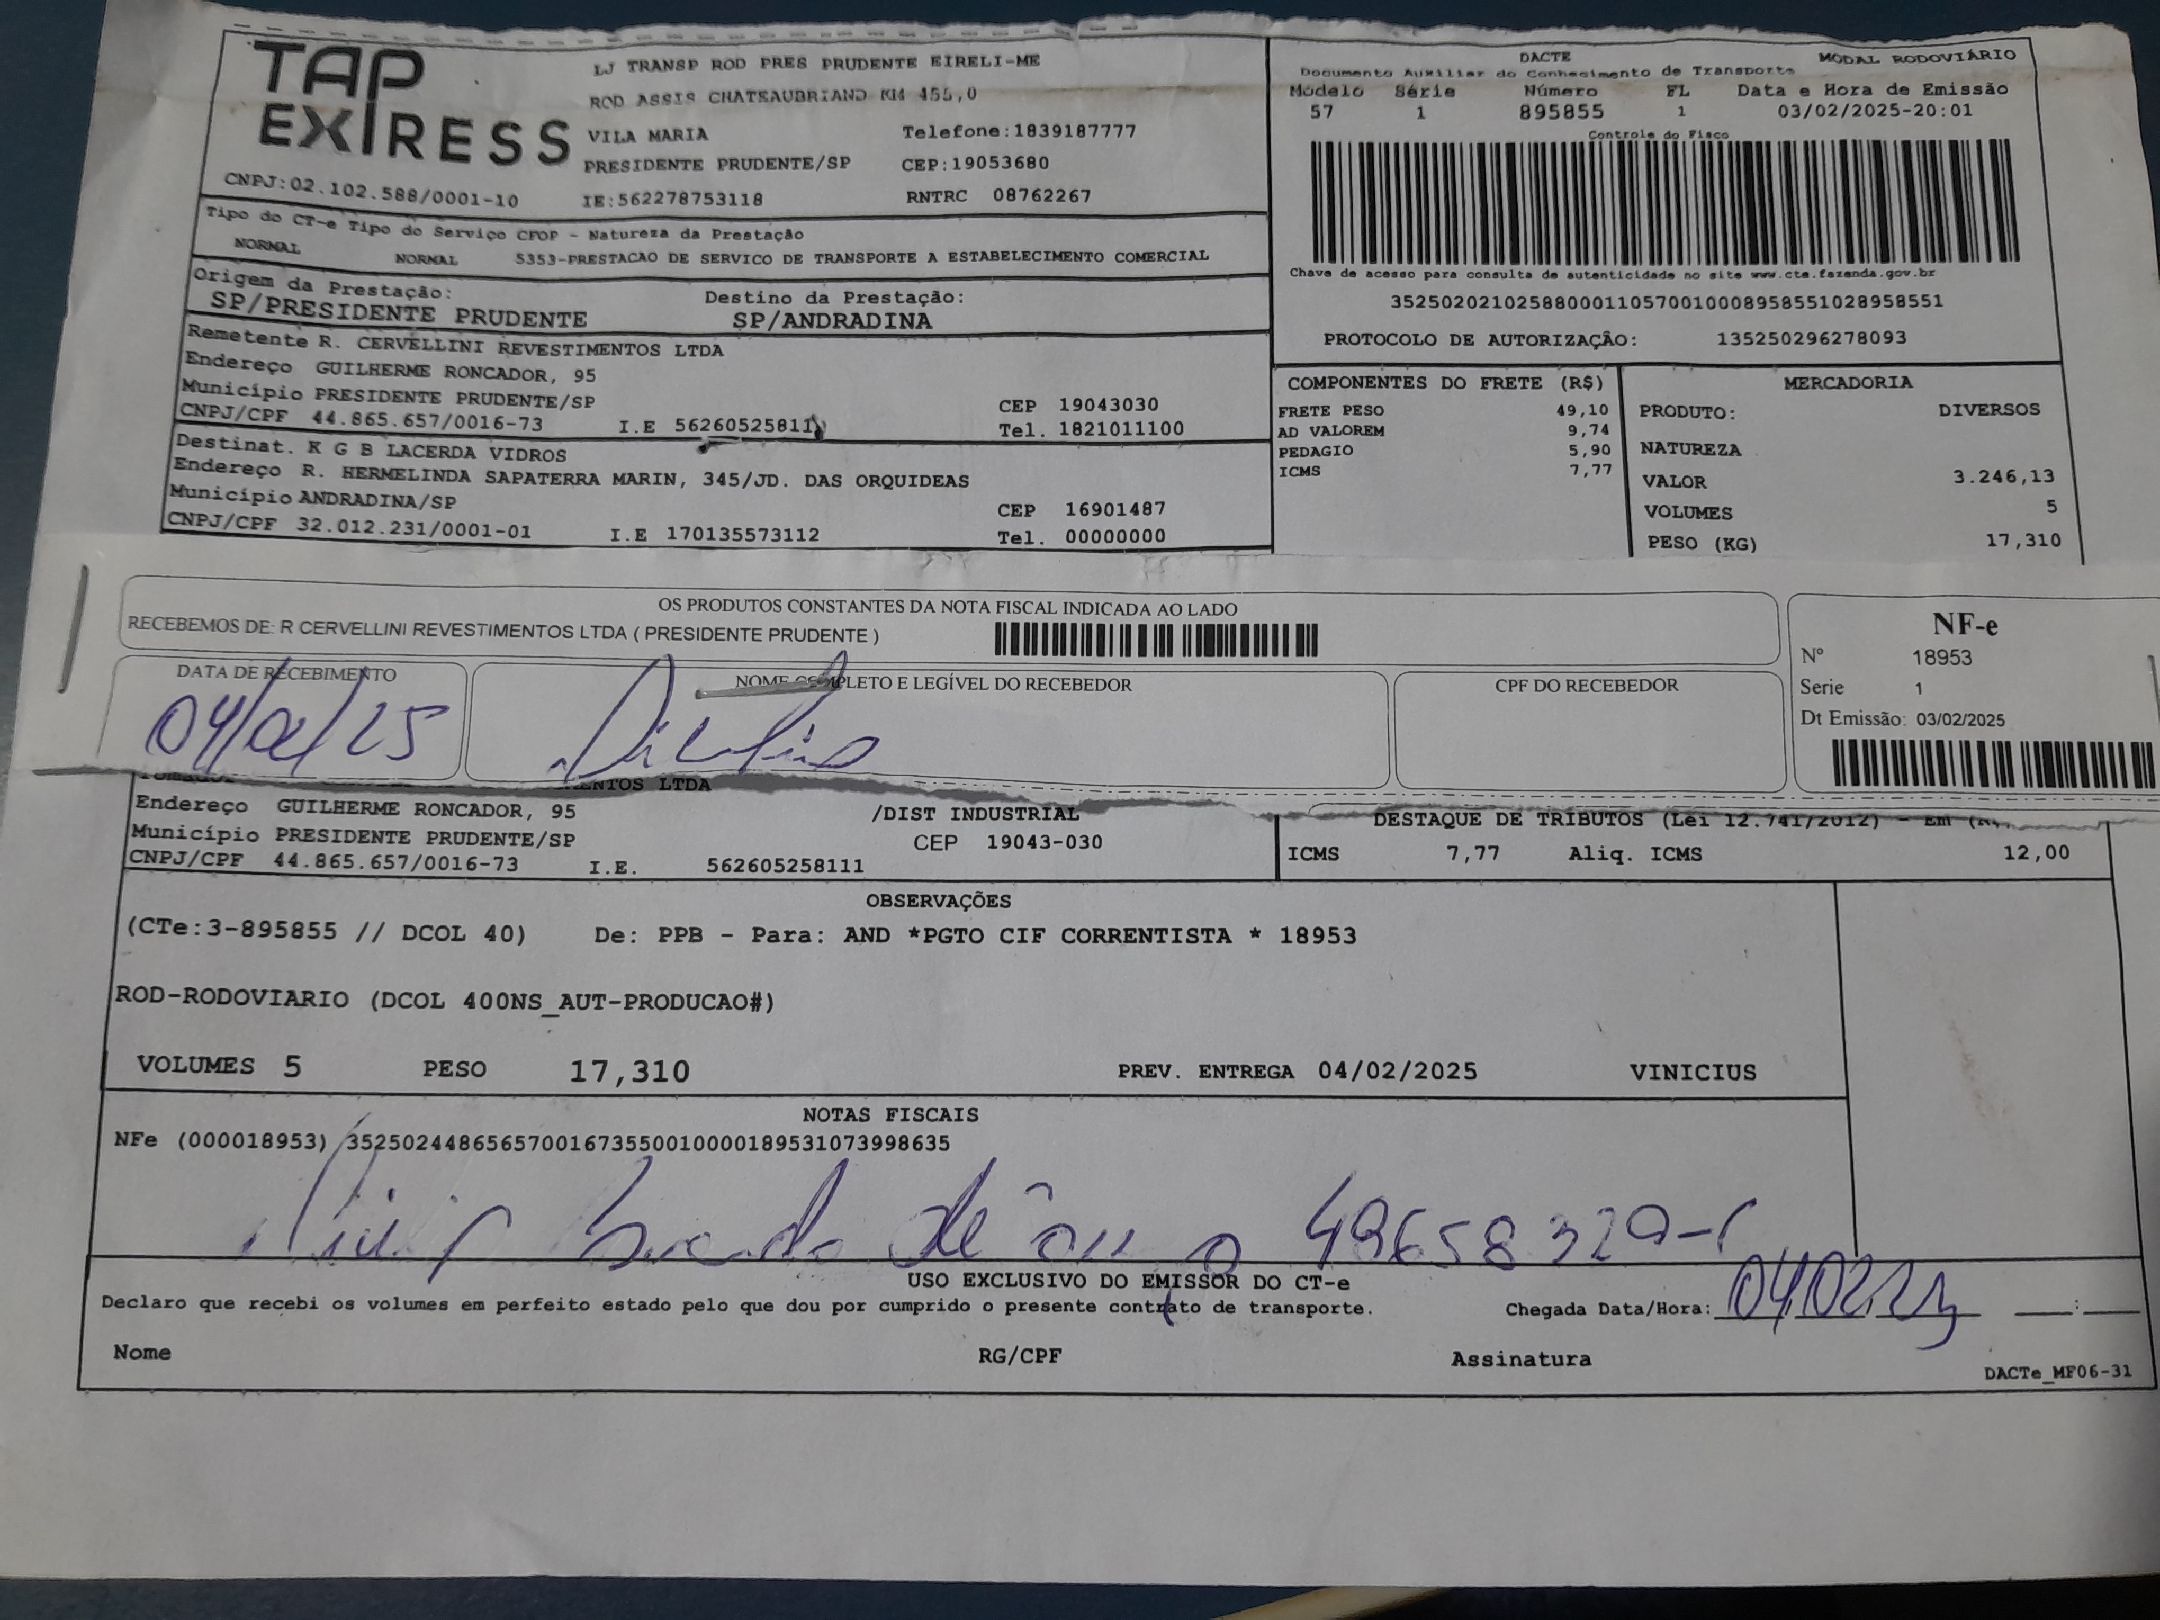 TAP EXIRESS
LJ TRANSP ROD PRES PRUDENTE EIRELI-ME
ROD ASSIS CHATEAUBRIAND KM 455,0
VILA MARIA Telefone:1839187777
PRESIDENTE PRUDENTE/SP CEP:19053680
CNPJ:02.102.588/0001-10 IE:562278753118 RNTRC 08762267
Tipo do CT-e Tipo do Serviço CFOP - Natureza da Prestação
NORMAL NORMAL 5353-PRESTACAO DE SERVICO DE TRANSPORTE A ESTABELECIMENTO COMERCIAL
Origem da Prestação: Destino da Prestação:
SP/PRESIDENTE PRUDENTE SP/ANDRADINA
Remetente R. CERVELLINI REVESTIMENTOS LTDA
Endereço GUILHERME RONCADOR, 95
Município PRESIDENTE PRUDENTE/SP CEP 19043030
CNPJ/CPF 44.865.657/0016-73 I.E 562605258111 Tel. 1821011100
Destinat. K G B LACERDA VIDROS
Endereço R. HERMELINDA SAPATERRA MARIN, 345/JD. DAS ORQUIDEAS
Município ANDRADINA/SP CEP 16901487
CNPJ/CPF 32.012.231/0001-01 I.E 170135573112 Tel. 00000000
DACTE MODAL RODOVIÁRIO
Documento Auxiliar do Conhecimento de Transporte
Modelo Série Número FL Data e Hora de Emissão
57 1 895855 1 03/02/2025-20:01
Controle do Fisco
Chave de acesso para consulta de autenticidade no site www.cte.fazenda.gov.br
35250202102588000110570010008958551028958551
PROTOCOLO DE AUTORIZAÇÃO: 135250296278093
COMPONENTES DO FRETE (R$)
FRETE PESO 49,10
AD VALOREM 9,74
PEDAGIO 5,90
ICMS 7,77
MERCADORIA
PRODUTO: DIVERSOS
NATUREZA
VALOR 3.246,13
VOLUMES 5
PESO (KG) 17,310
OS PRODUTOS CONSTANTES DA NOTA FISCAL INDICADA AO LADO
RECEBEMOS DE: R CERVELLINI REVESTIMENTOS LTDA ( PRESIDENTE PRUDENTE )
DATA DE RECEBIMENTO NOME COMPLETO E LEGÍVEL DO RECEBEDOR CPF DO RECEBEDOR
04/02/25
NF-e
Nº 18953
Serie 1
Dt Emissão: 03/02/2025
LTDA
Endereço GUILHERME RONCADOR, 95 /DIST INDUSTRIAL
Município PRESIDENTE PRUDENTE/SP CEP 19043-030
CNPJ/CPF 44.865.657/0016-73 I.E. 562605258111
DESTAQUE DE TRIBUTOS (Lei 12.741/2012) - Em
ICMS 7,77 Aliq. ICMS 12,00
OBSERVAÇÕES
(CTe:3-895855 // DCOL 40) De: PPB - Para: AND *PGTO CIF CORRENTISTA * 18953
ROD-RODOVIARIO (DCOL 400NS_AUT-PRODUCAO#)
VOLUMES 5 PESO 17,310 PREV. ENTREGA 04/02/2025 VINICIUS
NOTAS FISCAIS
NFe (000018953) 35250244865657001673550010000189531073998635
USO EXCLUSIVO DO EMISSOR DO CT-e
Declaro que recebi os volumes em perfeito estado pelo que dou por cumprido o presente contrato de transporte. Chegada Data/Hora: 04/02/25 :
Nome RG/CPF Assinatura
DACTe_MF06-31